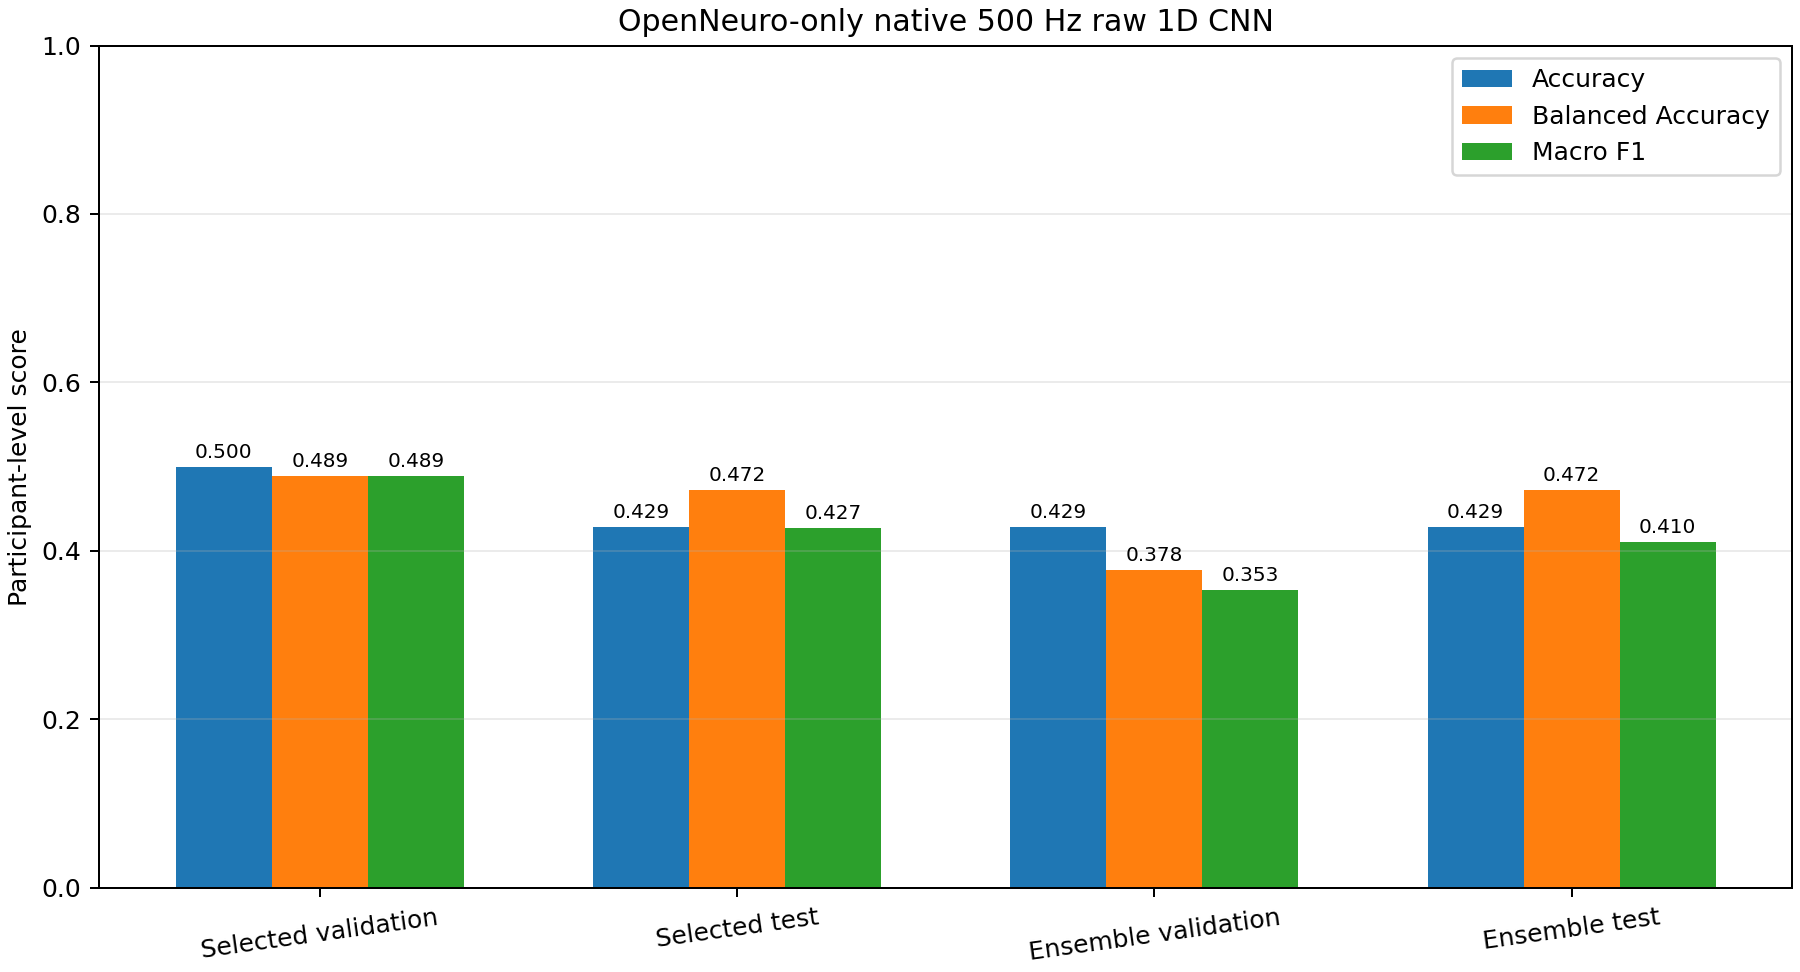 OpenNeuro-only native 500 Hz raw 1D CNN
Accuracy
Balanced Accuracy
Macro F1
Participant-level score
1.0
0.8
0.6
0.4
0.2
0.0
0.500
0.489
0.489
0.429
0.472
0.427
0.429
0.378
0.353
0.429
0.472
0.410
Selected validation
Selected test
Ensemble validation
Ensemble test